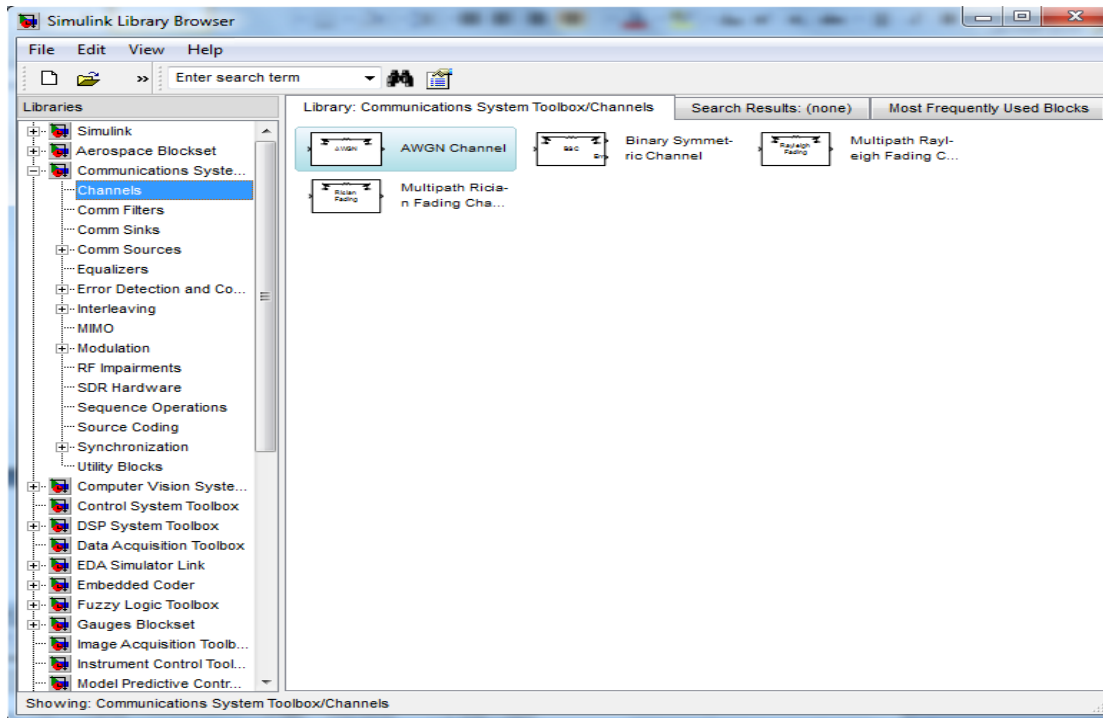 Simulink Library Browser
File Edit View Help
» Enter search term
Libraries
Library: Communications System Toolbox/Channels
Search Results: (none)
Most Frequently Used Blocks
Simulink
Aerospace Blockset
Communications Syste...
Channels
Comm Filters
Comm Sinks
Comm Sources
Equalizers
Error Detection and Co...
Interleaving
MIMO
Modulation
RF Impairments
SDR Hardware
Sequence Operations
Source Coding
Synchronization
Utility Blocks
Computer Vision Syste...
Control System Toolbox
DSP System Toolbox
Data Acquisition Toolbox
EDA Simulator Link
Embedded Coder
Fuzzy Logic Toolbox
Gauges Blockset
Image Acquisition Toolb...
Instrument Control Tool...
Model Predictive Contr...
AWGN
AWGN Channel
BSC
Err
Binary Symmet-
ric Channel
Rayleigh
Fading
Multipath Rayl-
eigh Fading C...
Rician
Fading
Multipath Ricia-
n Fading Cha...
Showing: Communications System Toolbox/Channels